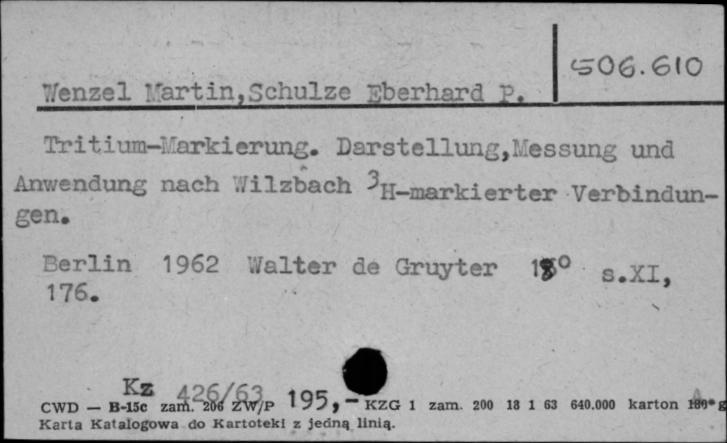 506.610
Wenzel Martin,Schulze Eberhard P.
Tritium-Markierung. Darstellung,Messung und
Anwendung nach Wilzbach ³H-markierter Verbindun-
gen.
Berlin 1962 Walter de Gruyter s.XI,
176.
Kz 426/63 195,-
CWD — B-15c zam. 206 ZW/P KZG 1 zam. 200 18 1 63 640.000 karton 180*g
Karta Katalogowa do Kartoteki z jedną linią.